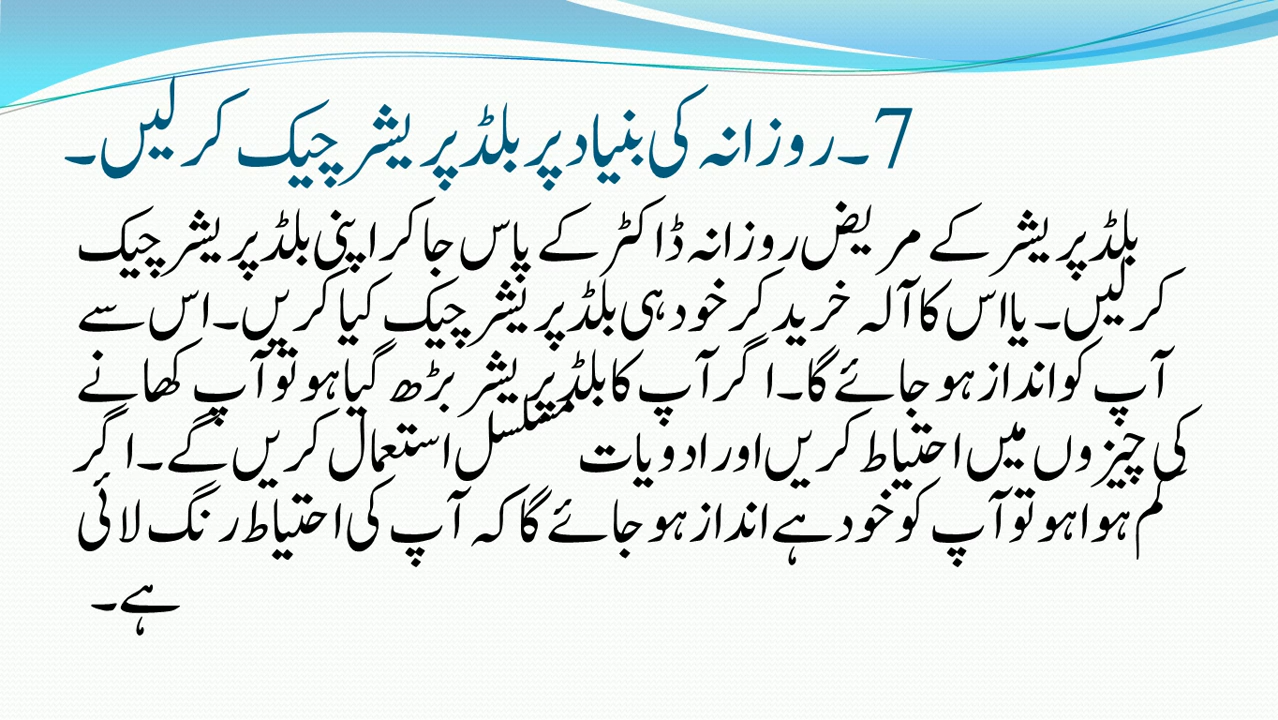 7۔روزانہ کی بنیاد پر بلڈ پریشر چیک کرلیں۔
بلڈ پریشر کے مریض روزانہ ڈاکٹر کے پاس جا کر اپنی بلڈ پریشر چیک
کرلیں۔ یا اس کا آلہ خرید کر خود ہی بلڈ پریشر چیک کیا کریں۔ اس سے
آپ کو انداز ہو جائے گا۔ اگر آپ کا بلڈ پریشر بڑھ گیا ہو تو آپ کھانے
کی چیزوں میں احتیاط کریں اور ادویات مسلسل استعمال کریں گے۔ اگر
کم ہوا ہو تو آپ کو خود ہے انداز ہو جائے گا کہ آپ کی احتیاط رنگ لائی
ہے۔